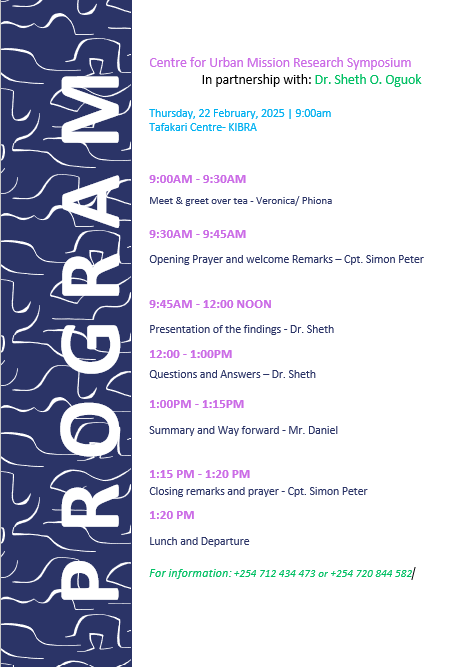 PROGRAM
Centre for Urban Mission Research Symposium
In partnership with: Dr. Sheth O. Oguok
Thursday, 22 February, 2025 | 9:00am
Tafakari Centre- KIBRA
9:00AM - 9:30AM
Meet & greet over tea - Veronica/ Phiona
9:30AM - 9:45AM
Opening Prayer and welcome Remarks – Cpt. Simon Peter
9:45AM - 12:00 NOON
Presentation of the findings - Dr. Sheth
12:00 - 1:00PM
Questions and Answers – Dr. Sheth
1:00PM - 1:15PM
Summary and Way forward - Mr. Daniel
1:15 PM - 1:20 PM
Closing remarks and prayer - Cpt. Simon Peter
1:20 PM
Lunch and Departure
For information: +254 712 434 473 or +254 720 844 582/